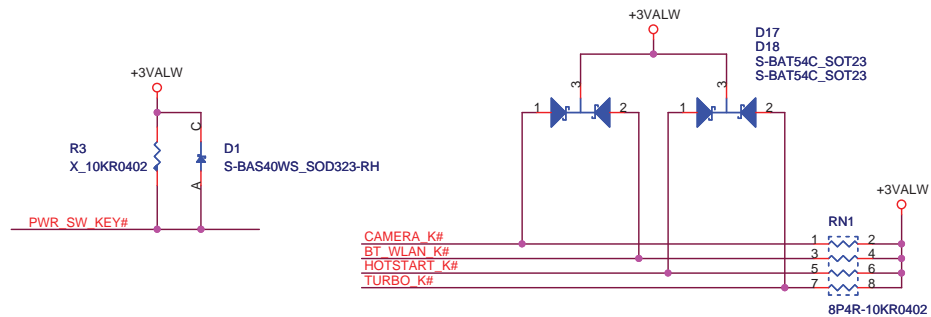 +3VALW
R3
X_10KR0402
C
A
D1
S-BAS40WS_SOD323-RH
PWR_SW_KEY#
+3VALW
D17
D18
S-BAT54C_SOT23
S-BAT54C_SOT23
3
1
2
3
1
2
+3VALW
RN1
CAMERA_K#
1
2
BT_WLAN_K#
3
4
HOTSTART_K#
5
6
TURBO_K#
7
8
8P4R-10KR0402